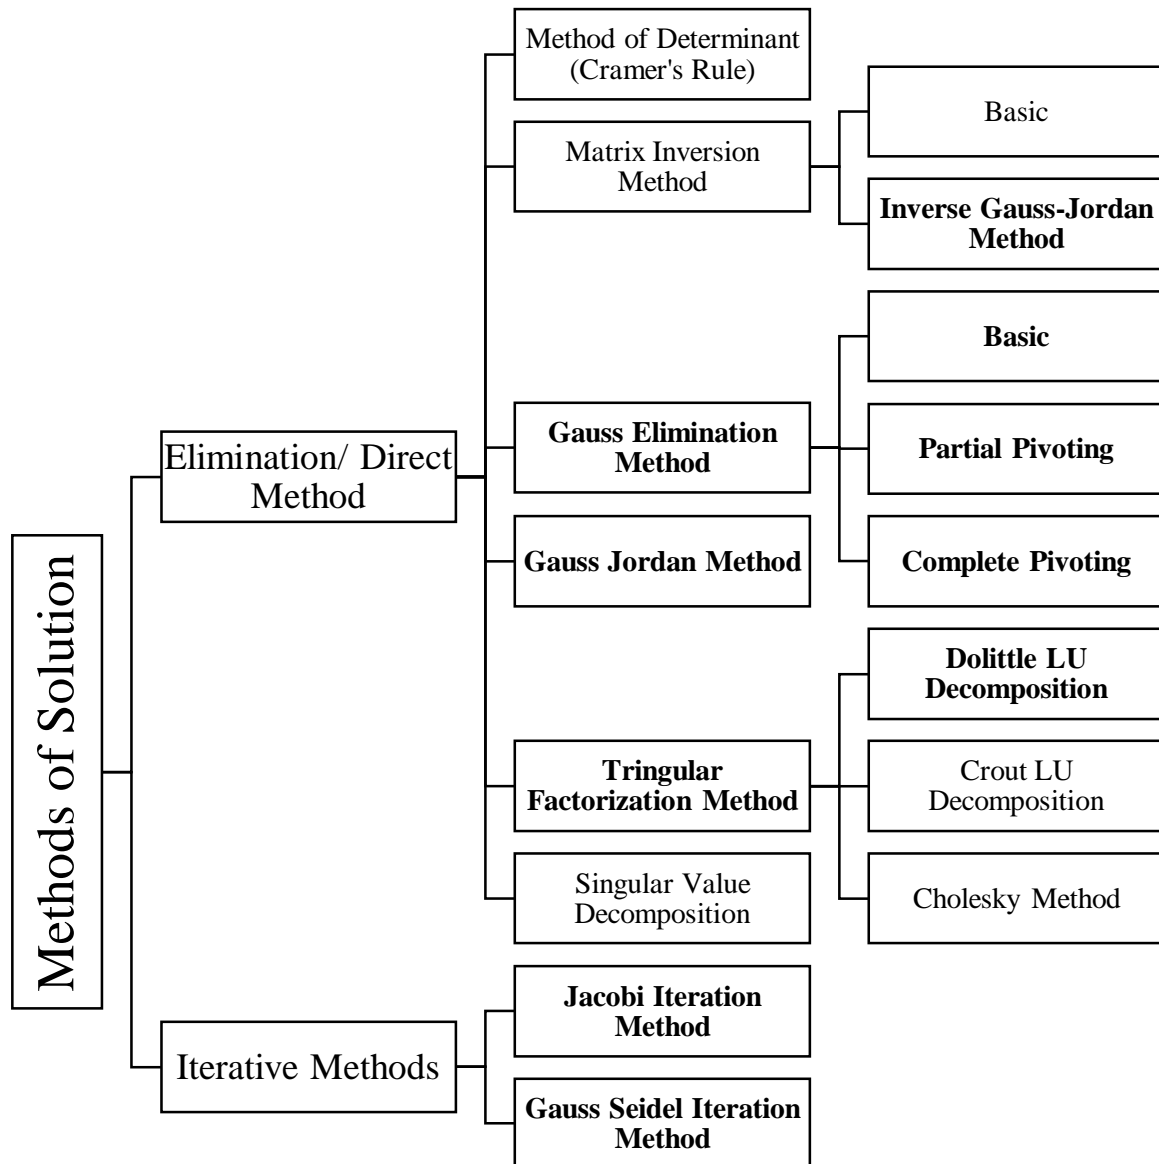 Methods of Solution
Elimination/ Direct
Method
Iterative Methods
Method of Determinant
(Cramer's Rule)
Matrix Inversion
Method
Gauss Elimination
Method
Gauss Jordan Method
Tringular
Factorization Method
Singular Value
Decomposition
Jacobi Iteration
Method
Gauss Seidel Iteration
Method
Basic
Inverse Gauss-Jordan
Method
Basic
Partial Pivoting
Complete Pivoting
Dolittle LU
Decomposition
Crout LU
Decomposition
Cholesky Method